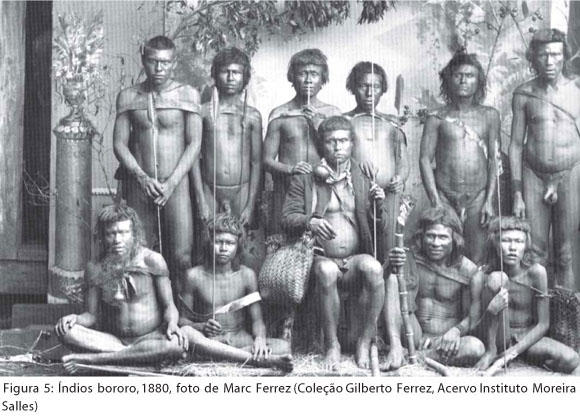 Figura 5: Índios bororo, 1880, foto de Marc Ferrez (Coleção Gilberto Ferrez, Acervo Instituto Moreira
Salles)